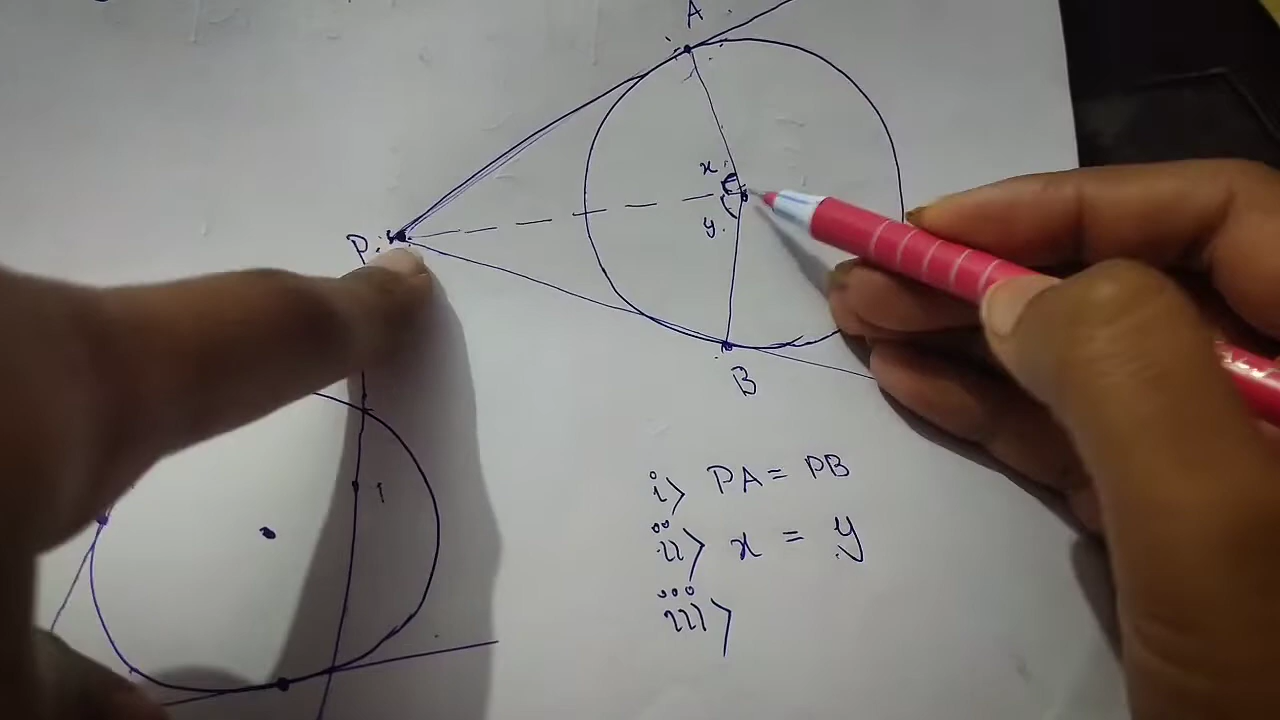 A
x
P
y
B
i> PA = PB
ii> x = y
iii>